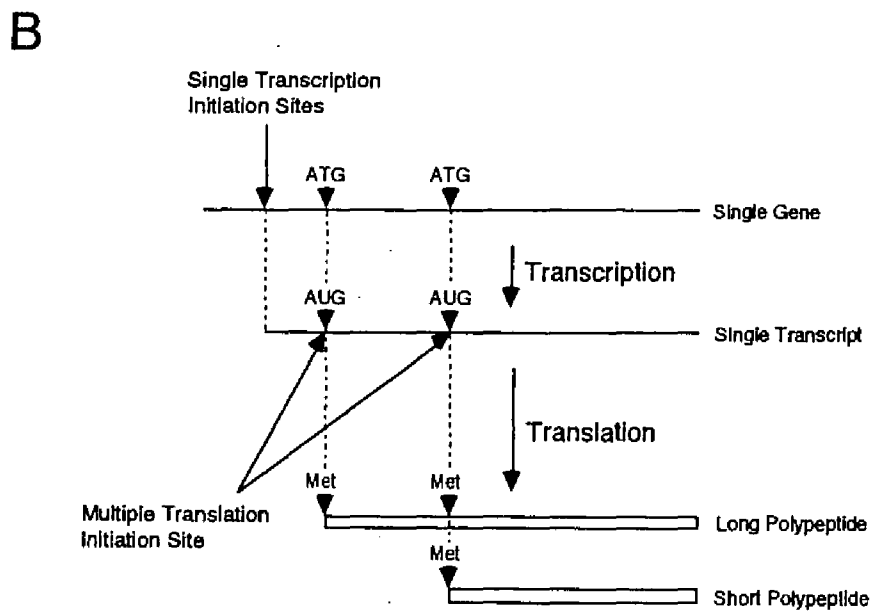 B
Single Transcription
Initiation Sites
ATG
ATG
Single Gene
Transcription
AUG
AUG
Single Transcript
Translation
Met
Met
Multiple Translation
Initiation Site
Long Polypeptide
Met
Short Polypeptide